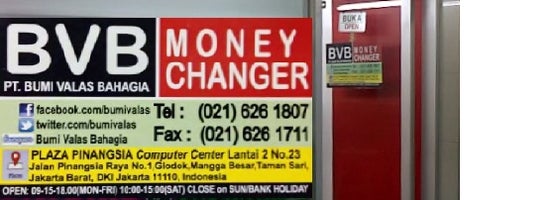 BVB
PT. BUMI VALAS BAHAGIA
MONEY
CHANGER
facebook.com/bumivalas
twitter.com/bumivalas
Bumi Valas Bahagia
Tel : (021) 626 1807
Fax : (021) 626 1711
PLAZA PINANGSIA Computer Center Lantai 2 No.23
Jalan Pinangsia Raya No.1,Glodok,Mangga Besar,Taman Sari,
Jakarta Barat, DKI Jakarta 11110, Indonesia
OPEN: 09-15-18.00(MON-FRI) 10:00-15:00(SAT) CLOSE on SUN/BANK HOLIDAY
BUKA
OPEN
BVB
MONEY
CHANGER